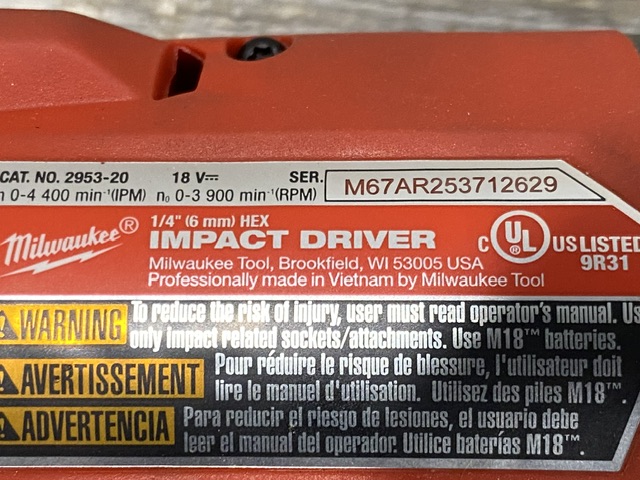 CAT. NO. 2953-20 18 V⎓ SER. M67AR253712629
n 0-4 400 min⁻¹(IPM) n₀ 0-3 900 min⁻¹(RPM)
Milwaukee®
1/4" (6 mm) HEX
IMPACT DRIVER
Milwaukee Tool, Brookfield, WI 53005 USA
Professionally made in Vietnam by Milwaukee Tool
C UL® US LISTED
9R31
WARNING To reduce the risk of injury, user must read operator's manual. Us
only impact related sockets/attachments. Use M18™ batteries.
AVERTISSEMENT Pour réduire le risque de blessure, l'utilisateur doit
lire le manuel d'utilisation. Utilisez des piles M18™.
ADVERTENCIA Para reducir el riesgo de lesiones, el usuario debe
leer el manual del operador. Utilice baterías M18™.